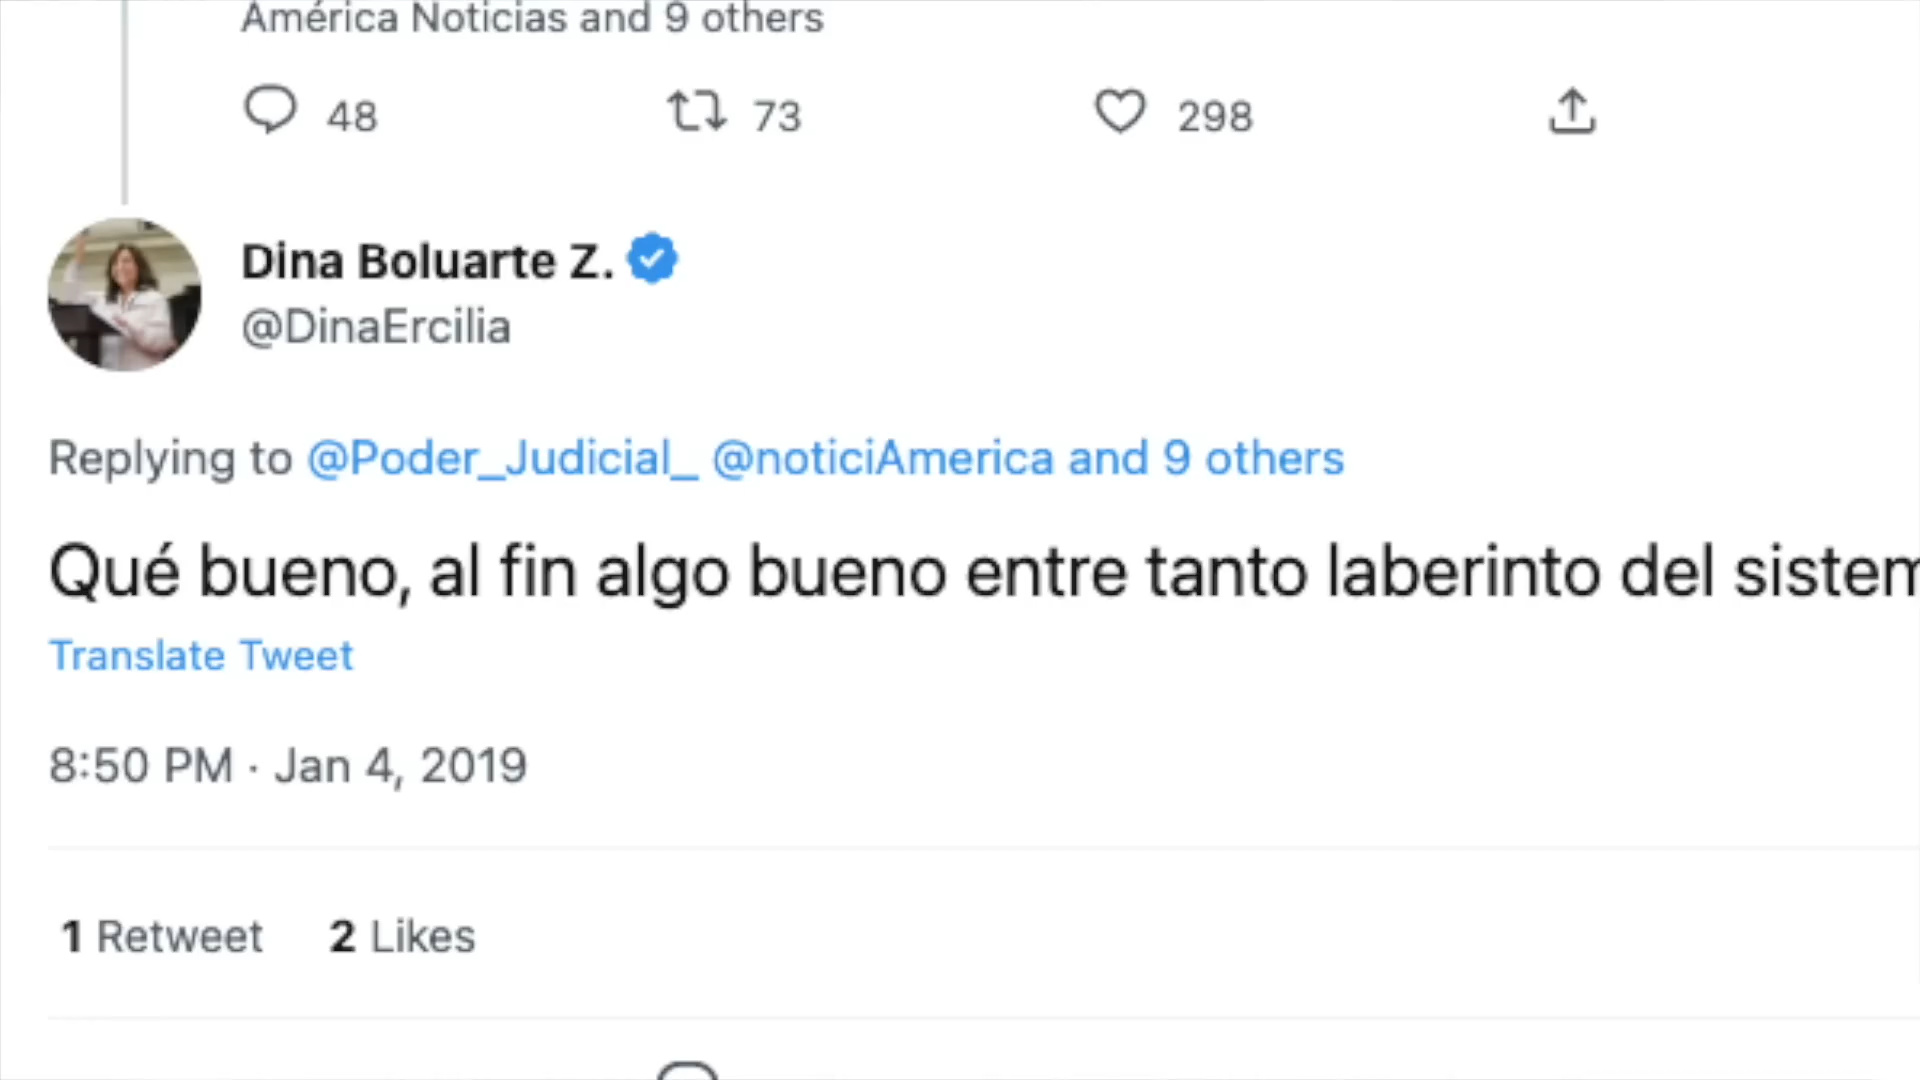 América Noticias and 9 others
48 73 298
Dina Boluarte Z.
@DinaErcilia
Replying to @Poder_Judicial_ @noticiAmerica and 9 others
Qué bueno, al fin algo bueno entre tanto laberinto del sistem
Translate Tweet
8:50 PM · Jan 4, 2019
1 Retweet 2 Likes